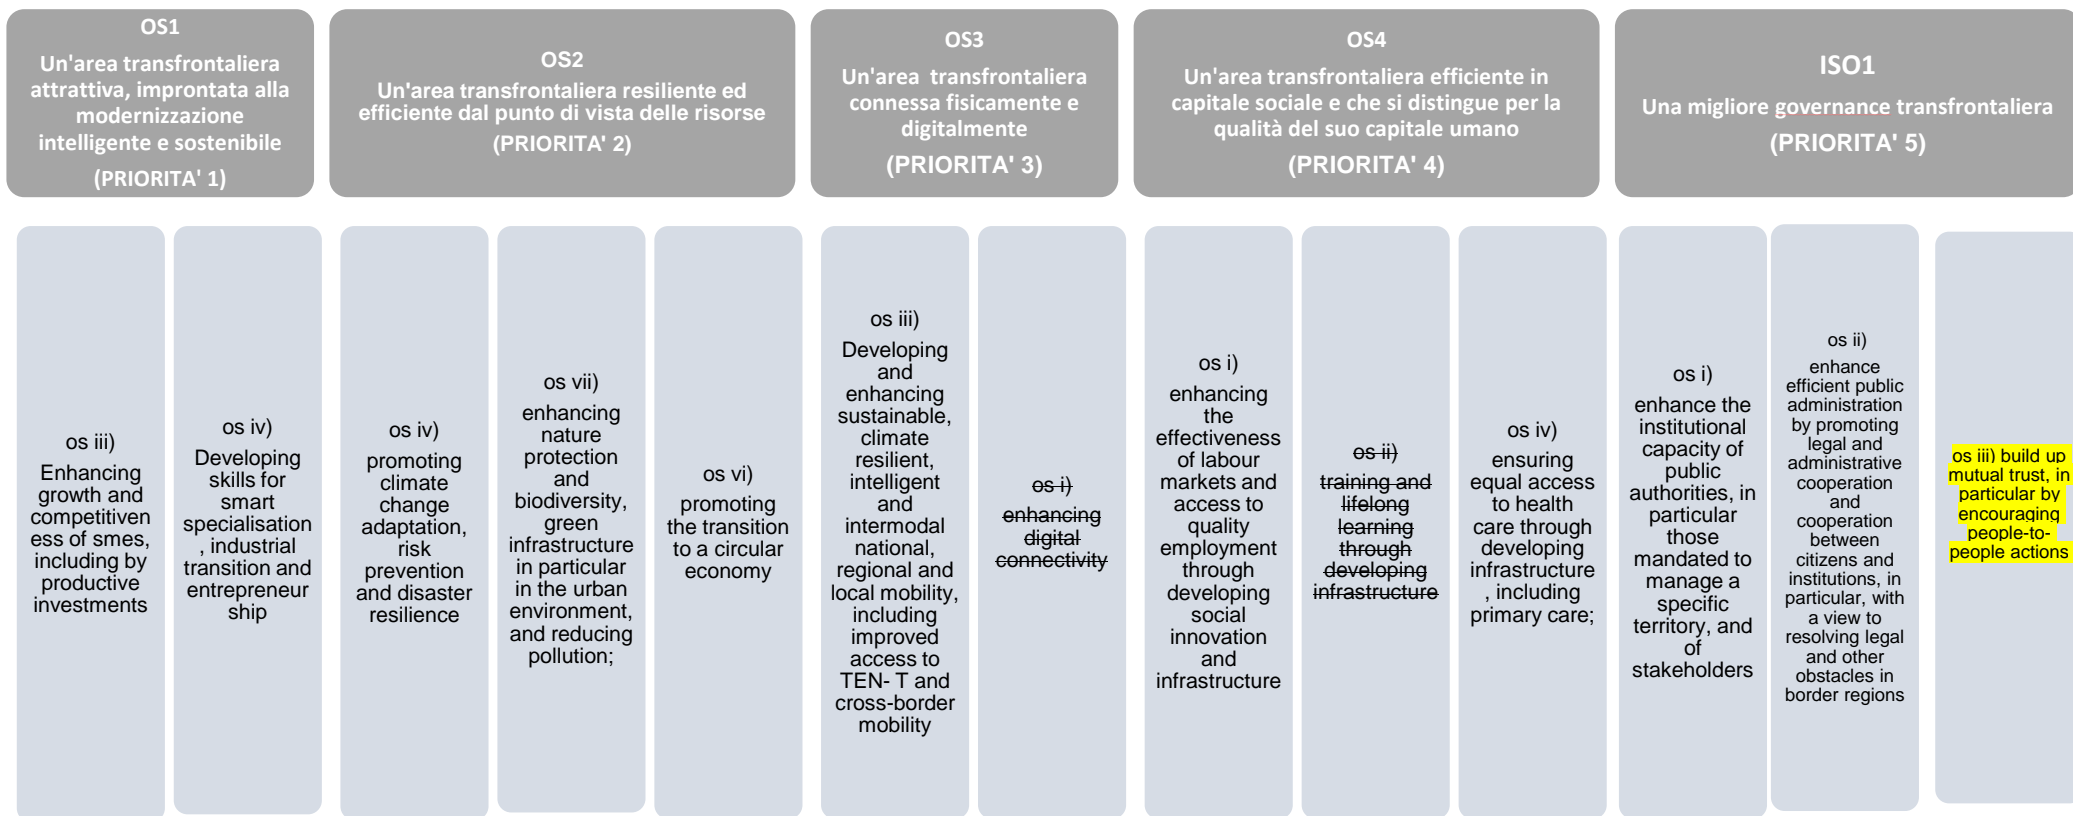 OS1
Un'area transfrontaliera
attrattiva, improntata alla
modernizzazione
intelligente e sostenibile
(PRIORITA' 1)
OS2
Un'area transfrontaliera resiliente ed
efficiente dal punto di vista delle risorse
(PRIORITA' 2)
OS3
Un'area transfrontaliera
connessa fisicamente e
digitalmente
(PRIORITA' 3)
OS4
Un'area transfrontaliera efficiente in
capitale sociale e che si distingue per la
qualità del suo capitale umano
(PRIORITA' 4)
ISO1
Una migliore governance transfrontaliera
(PRIORITA' 5)
os iii)
Enhancing
growth and
competitiven
ess of smes,
including by
productive
investments
os iv)
Developing
skills for
smart
specialisation
, industrial
transition and
entrepreneur
ship
os iv)
promoting
climate
change
adaptation,
risk
prevention
and disaster
resilience
os vii)
enhancing
nature
protection
and
biodiversity,
green
infrastructure
in particular
in the urban
environment,
and reducing
pollution;
os vi)
promoting
the transition
to a circular
economy
os iii)
Developing
and
enhancing
sustainable,
climate
resilient,
intelligent
and
intermodal
national,
regional and
local mobility,
including
improved
access to
TEN- T and
cross-border
mobility
os i)
enhancing
digital
connectivity
os i)
enhancing
the
effectiveness
of labour
markets and
access to
quality
employment
through
developing
social
innovation
and
infrastructure
os ii)
training and
lifelong
learning
through
developing
infrastructure
os iv)
ensuring
equal access
to health
care through
developing
infrastructure
, including
primary care;
os i)
enhance the
institutional
capacity of
public
authorities, in
particular
those
mandated to
manage a
specific
territory, and
of
stakeholders
os ii)
enhance
efficient public
administration
by promoting
legal and
administrative
cooperation
and
cooperation
between
citizens and
institutions, in
particular, with
a view to
resolving legal
and other
obstacles in
border regions
os iii) build up
mutual trust, in
particular by
encouraging
people-to-
people actions